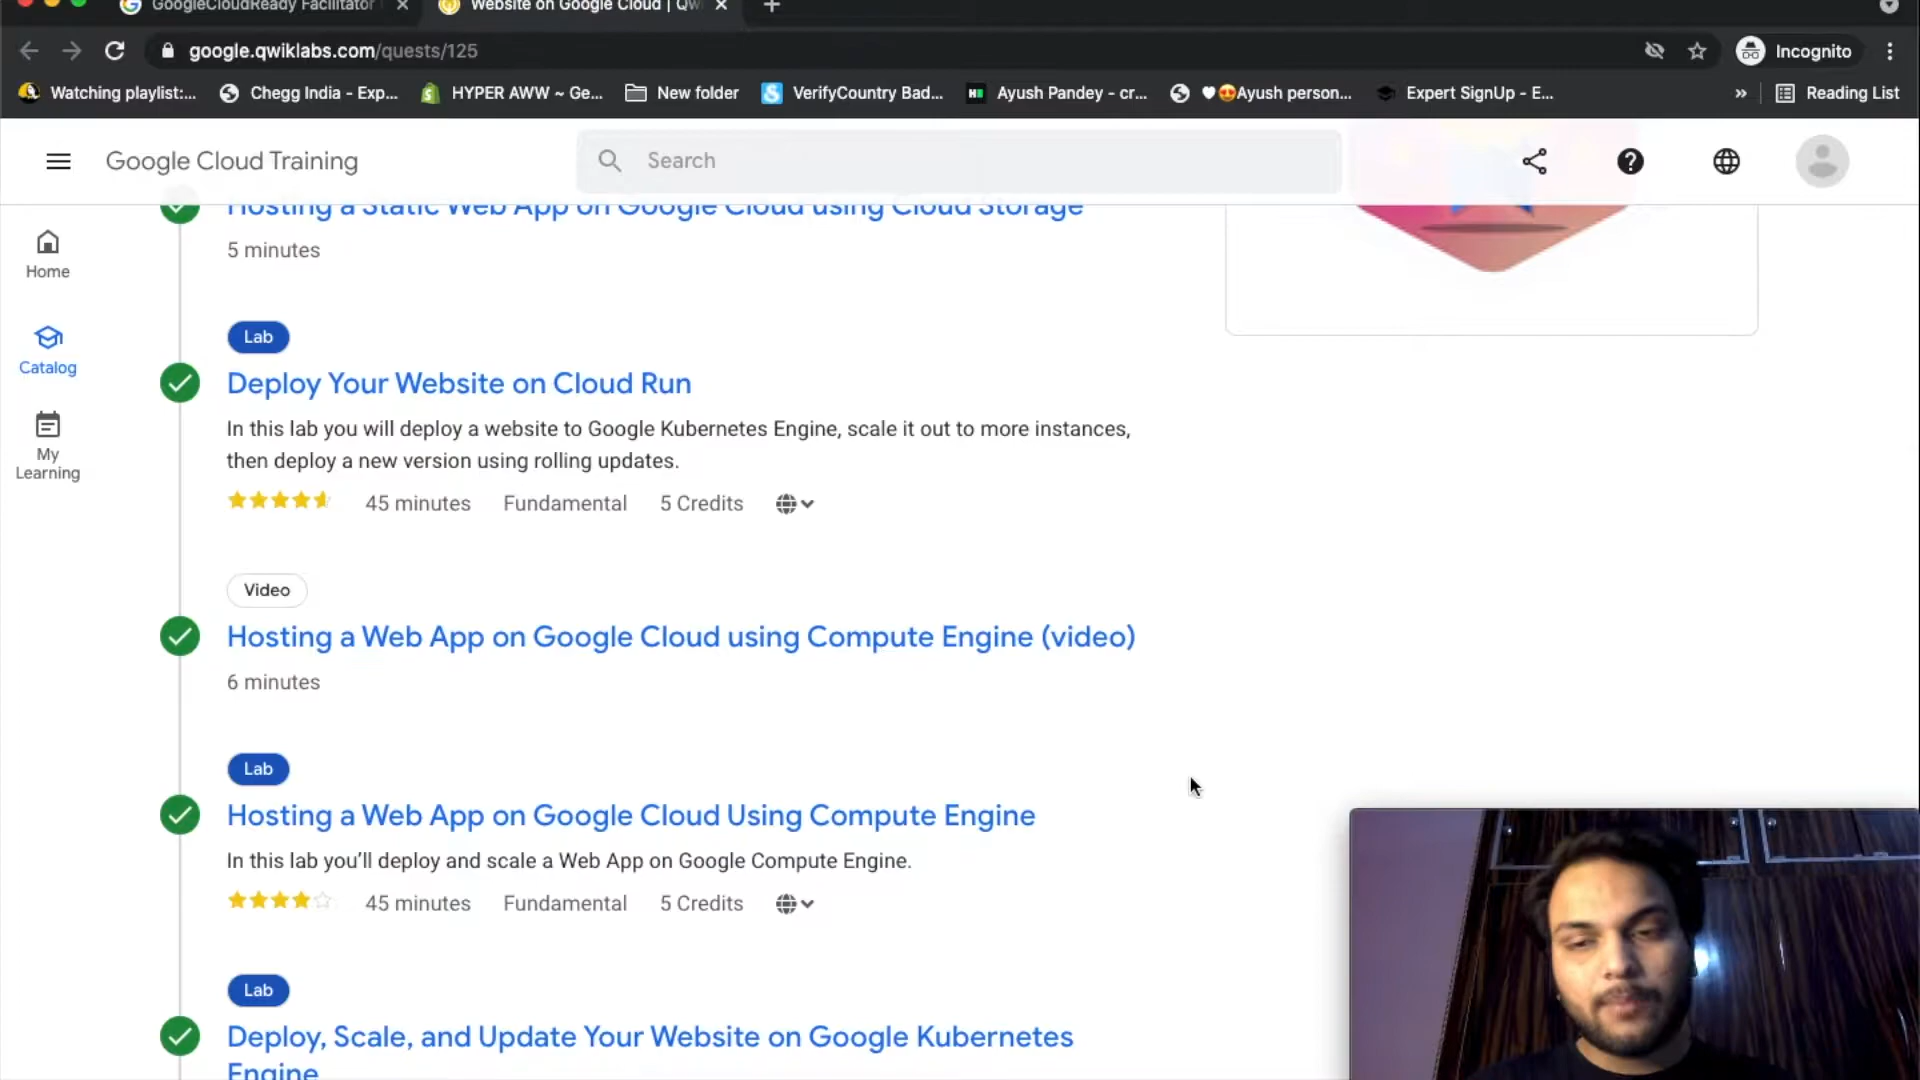 GoogleCloudReady Facilitator
Website on Google Cloud | Qw
google.qwiklabs.com/quests/125
Incognito
Watching playlist:...
Chegg India - Exp...
HYPER AWW ~ Ge...
New folder
VerifyCountry Bad...
Ayush Pandey - cr...
🖤😍Ayush person...
Expert SignUp - E...
»
Reading List
Google Cloud Training
Search
Home
Catalog
My
Learning
Hosting a Static Web App on Google Cloud using Cloud Storage
5 minutes
Lab
Deploy Your Website on Cloud Run
In this lab you will deploy a website to Google Kubernetes Engine, scale it out to more instances,
then deploy a new version using rolling updates.
45 minutes Fundamental 5 Credits
Video
Hosting a Web App on Google Cloud using Compute Engine (video)
6 minutes
Lab
Hosting a Web App on Google Cloud Using Compute Engine
In this lab you’ll deploy and scale a Web App on Google Compute Engine.
45 minutes Fundamental 5 Credits
Lab
Deploy, Scale, and Update Your Website on Google Kubernetes
Engine